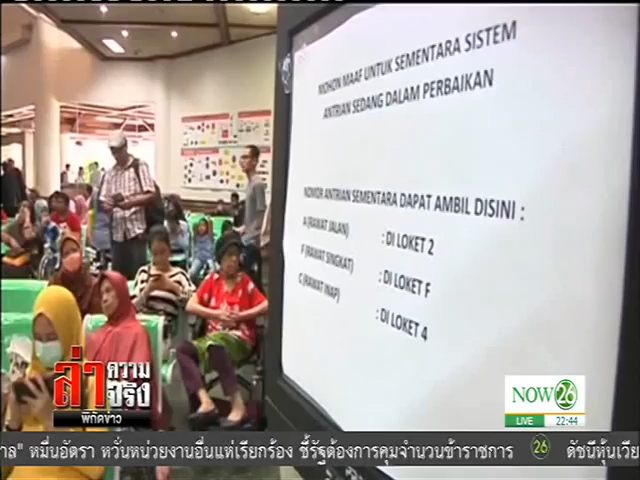 MOHON MAAF UNTUK SEMENTARA SISTEM
ANTRIAN SEDANG DALAM PERBAIKAN
NOMOR ANTRIAN SEMENTARA DAPAT AMBIL DISINI :
A (RAWAT JALAN) : DI LOKET 2
F (RAWAT SINGKAT) : DI LOKET F
C (RAWAT INAP) : DI LOKET 4
ล่าความจริง
พิกัดข่าว
NOW26
LIVE 22:44
าล" หมื่นอัตรา หวั่นหน่วยงานอื่นแห่เรียกร้อง ชี้รัฐต้องการคุมจำนวนข้าราชการ 26 ดัชนีหุ้นเวีย